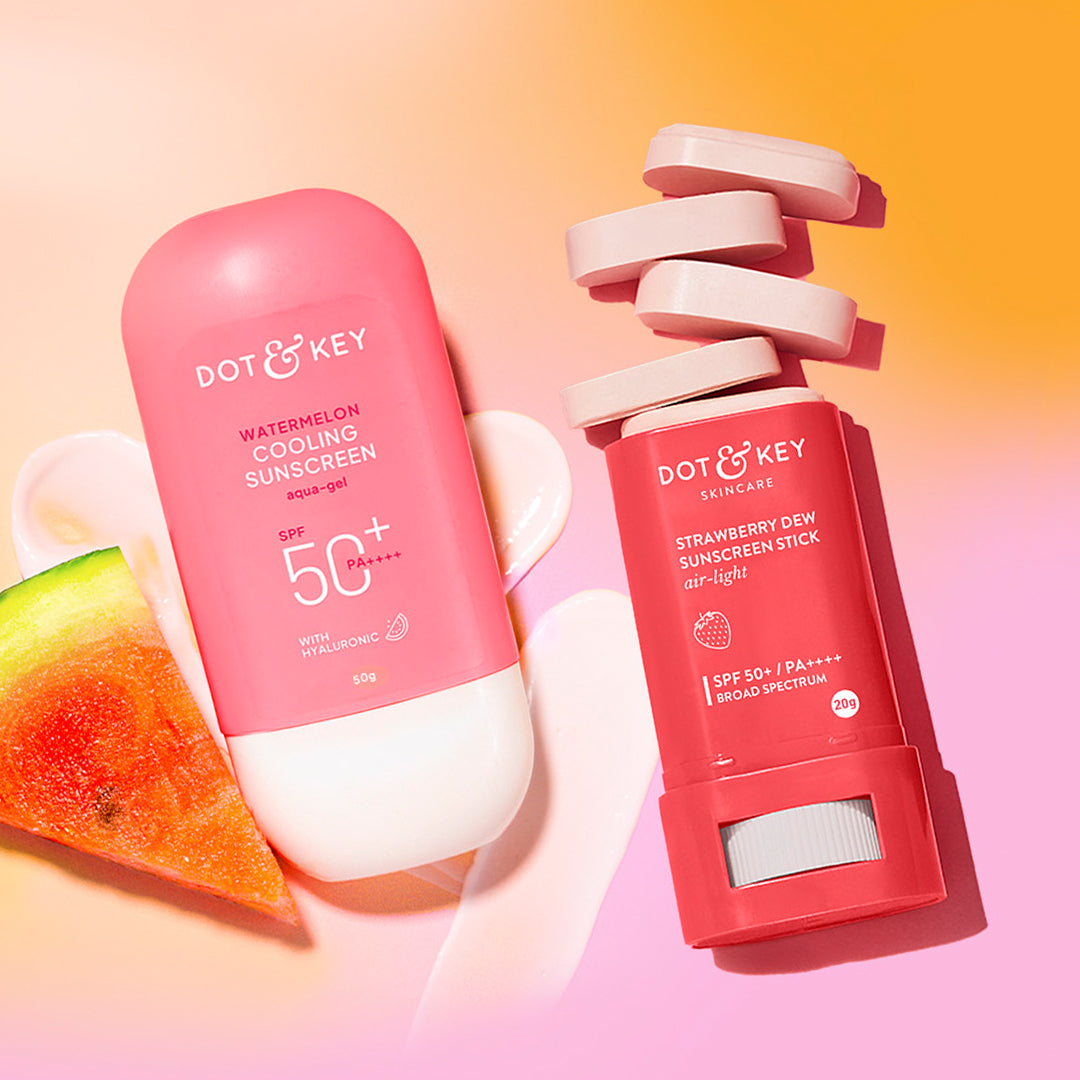 DOT & KEY
WATERMELON
COOLING
SUNSCREEN
aqua-gel
SPF
50+
PA++++
WITH
HYALURONIC
50g
DOT & KEY
SKINCARE
STRAWBERRY DEW
SUNSCREEN STICK
air-light
SPF 50+ / PA++++
BROAD SPECTRUM
20g